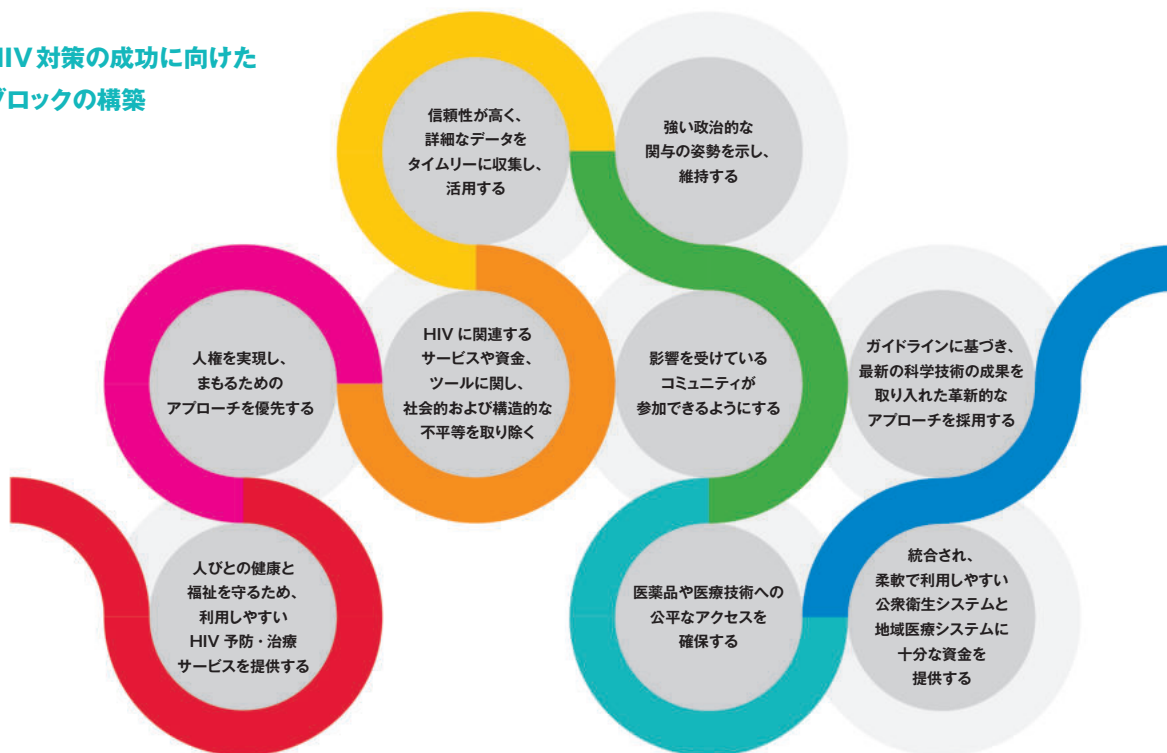 HIV 対策の成功に向けた
ブロックの構築
信頼性が高く、
詳細なデータを
タイムリーに収集し、
活用する
強い政治的な
関与の姿勢を示し、
維持する
人権を実現し、
まもるための
アプローチを優先する
HIV に関連する
サービスや資金、
ツールに関し、
社会的および構造的な
不平等を取り除く
影響を受けている
コミュニティが
参加できるようにする
ガイドラインに基づき、
最新の科学技術の成果を
取り入れた革新的な
アプローチを採用する
人びとの健康と
福祉を守るため、
利用しやすい
HIV 予防・治療
サービスを提供する
医薬品や医療技術への
公平なアクセスを
確保する
統合され、
柔軟で利用しやすい
公衆衛生システムと
地域医療システムに
十分な資金を
提供する